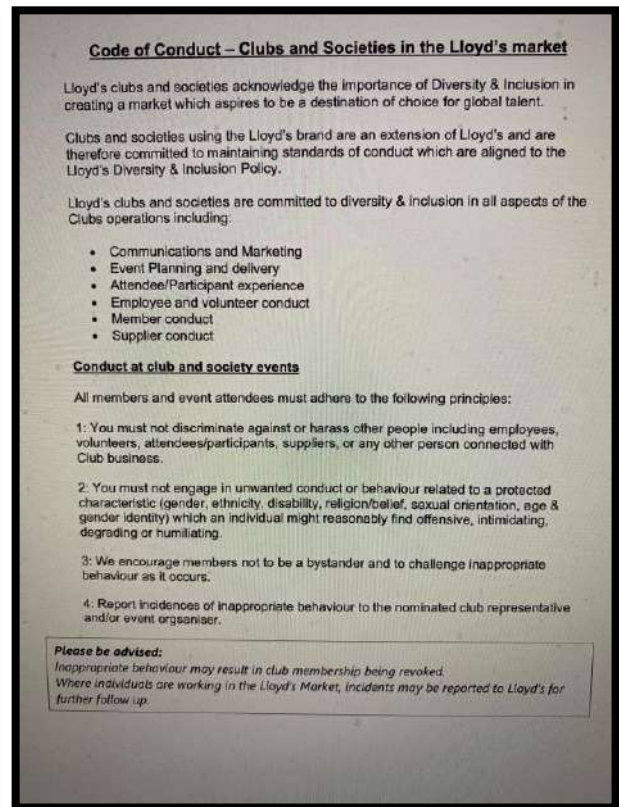 Code of Conduct – Clubs and Societies in the Lloyd's market
Lloyd's clubs and societies acknowledge the importance of Diversity & Inclusion in
creating a market which aspires to be a destination of choice for global talent.
Clubs and societies using the Lloyd's brand are an extension of Lloyd's and are
therefore committed to maintaining standards of conduct which are aligned to the
Lloyd's Diversity & Inclusion Policy.
Lloyd's clubs and societies are committed to diversity & inclusion in all aspects of the
Clubs operations including:
• Communications and Marketing
• Event Planning and delivery
• Attendee/Participant experience
• Employee and volunteer conduct
• Member conduct
• Supplier conduct
Conduct at club and society events
All members and event attendees must adhere to the following principles:
1: You must not discriminate against or harass other people including employees,
volunteers, attendees/participants, suppliers, or any other person connected with
Club business.
2: You must not engage in unwanted conduct or behaviour related to a protected
characteristic (gender, ethnicity, disability, religion/belief, sexual orientation, age &
gender identity) which an individual might reasonably find offensive, intimidating,
degrading or humiliating.
3: We encourage members not to be a bystander and to challenge inappropriate
behaviour as it occurs.
4: Report incidences of inappropriate behaviour to the nominated club representative
and/or event orgsaniser.
Please be advised:
Inappropriate behaviour may result in club membership being revoked.
Where individuals are working in the Lloyd's Market, incidents may be reported to Lloyd's for
further follow up.